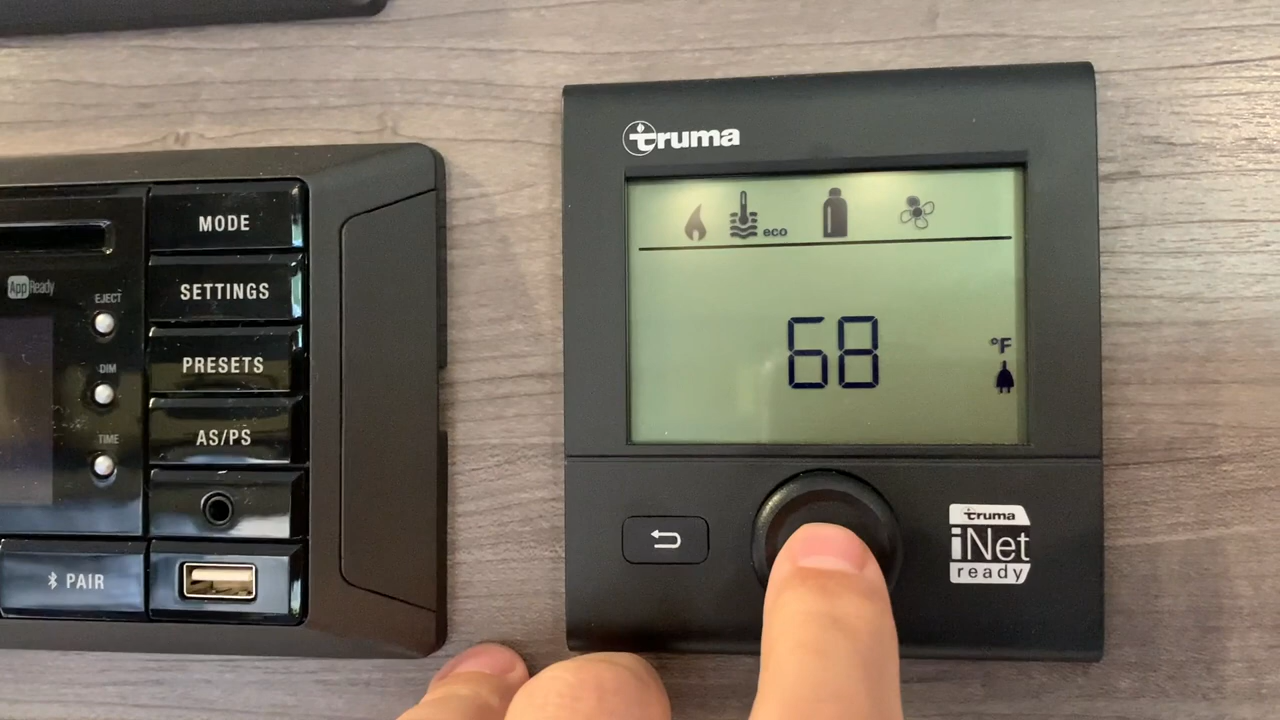 MODE
SETTINGS
AppReady
EJECT
PRESETS
DIM
AS/PS
TIME
PAIR
truma
eco
68
°F
truma
iNet
ready